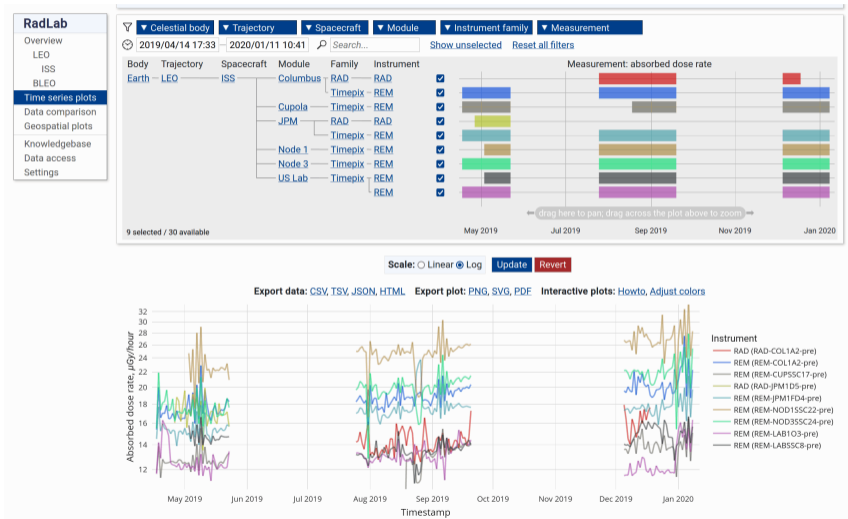 RadLab
Overview
LEO
ISS
BLEO
Time series plots
Data comparison
Geospatial plots
Knowledgebase
Data access
Settings
▼ Celestial body ▼ Trajectory ▼ Spacecraft ▼ Module ▼ Instrument family ▼ Measurement
2019/04/14 17:33 – 2020/01/11 10:41 Search... Show unselected Reset all filters
Body Trajectory Spacecraft Module Family Instrument Measurement: absorbed dose rate
Earth LEO ISS Columbus RAD RAD
Timepix REM
Cupola Timepix REM
JPM RAD RAD
Timepix REM
Node 1 Timepix REM
Node 3 Timepix REM
US Lab Timepix REM
REM
drag here to pan; drag across the plot above to zoom
9 selected / 30 available May 2019 Jul 2019 Sep 2019 Nov 2019 Jan 2020
Scale: Linear Log Update Revert
Export data: CSV, TSV, JSON, HTML Export plot: PNG, SVG, PDF Interactive plots: Howto, Adjust colors
Absorbed dose rate, μGy/hour
32
30
28
26
24
22
20
18
16
14
12
May 2019 Jun 2019 Jul 2019 Aug 2019 Sep 2019 Oct 2019 Nov 2019 Dec 2019 Jan 2020
Timestamp
Instrument
RAD (RAD-COL1A2-pre)
REM (REM-COL1A2-pre)
REM (REM-CUPSSC17-pre)
RAD (RAD-JPM1D5-pre)
REM (REM-JPM1FD4-pre)
REM (REM-NOD1SSC22-pre)
REM (REM-NOD3SSC24-pre)
REM (REM-LAB1O3-pre)
REM (REM-LABSSC8-pre)